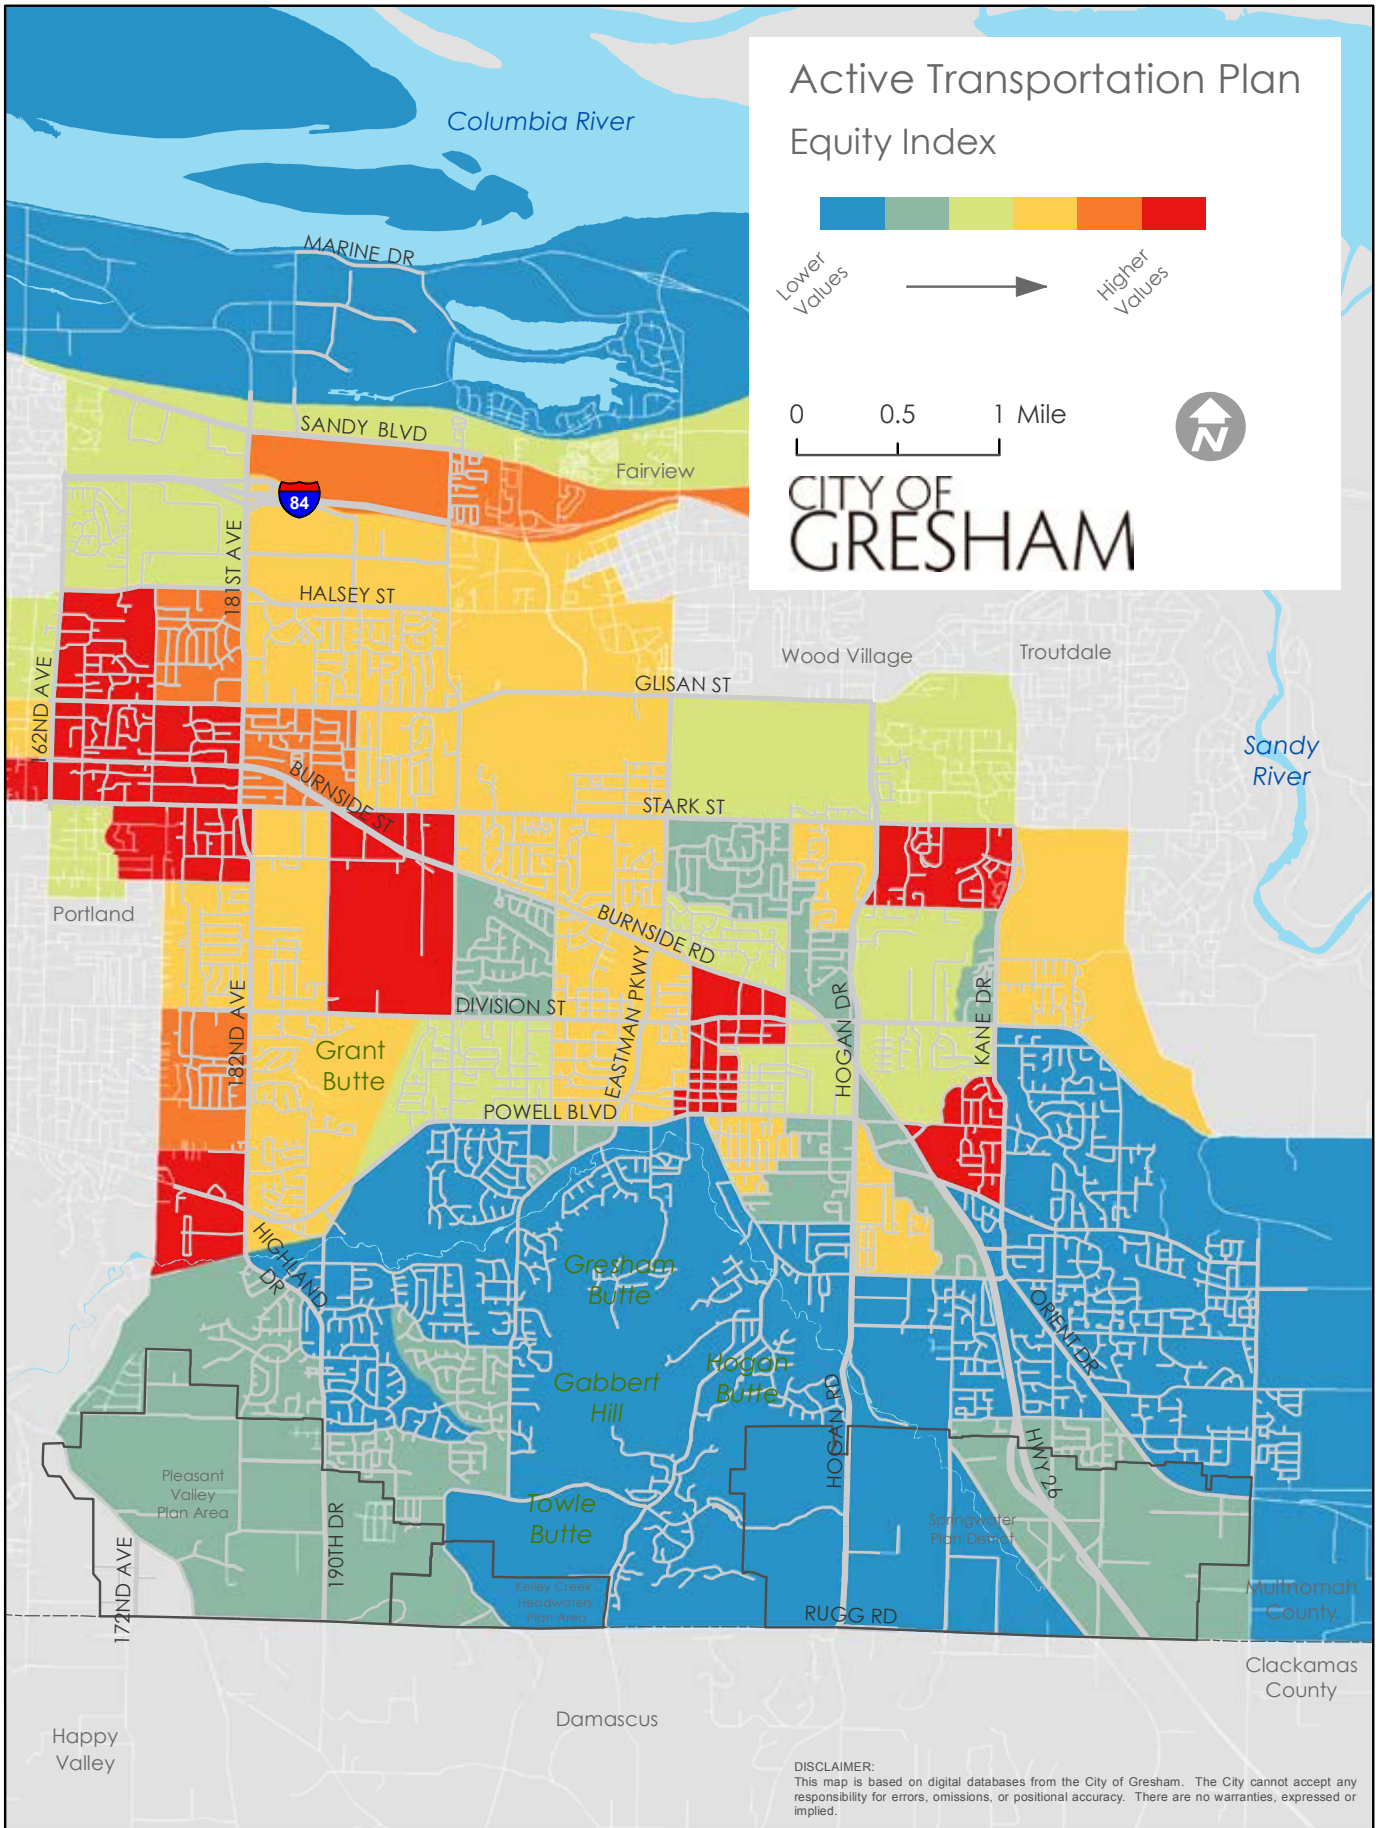 Active Transportation Plan
Equity Index
Lower
Values
Higher
Values
0 0.5 1 Mile
N
CITY OF
GRESHAM
Columbia River
MARINE DR
SANDY BLVD
Fairview
84
181ST AVE
HALSEY ST
Wood Village
Troutdale
162ND AVE
GLISAN ST
Sandy
River
BURNSIDE ST
STARK ST
Portland
BURNSIDE RD
EASTMAN PKWY
DIVISION ST
HOGAN DR
KANE DR
182ND AVE
Grant
Butte
POWELL BLVD
HIGHLAND
DR
Gresham
Butte
ORIENT DR
Hogan
Butte
Gabbert
Hill
HOGAN RD
HWY 26
Pleasant
Valley
Plan Area
Towle
Butte
Springwater
Plan District
190TH DR
172ND AVE
Kelley Creek
Headwaters
Plan Area
RUGG RD
Multnomah
County
Clackamas
County
Damascus
Happy
Valley
DISCLAIMER:
This map is based on digital databases from the City of Gresham. The City cannot accept any
responsibility for errors, omissions, or positional accuracy. There are no warranties, expressed or
implied.